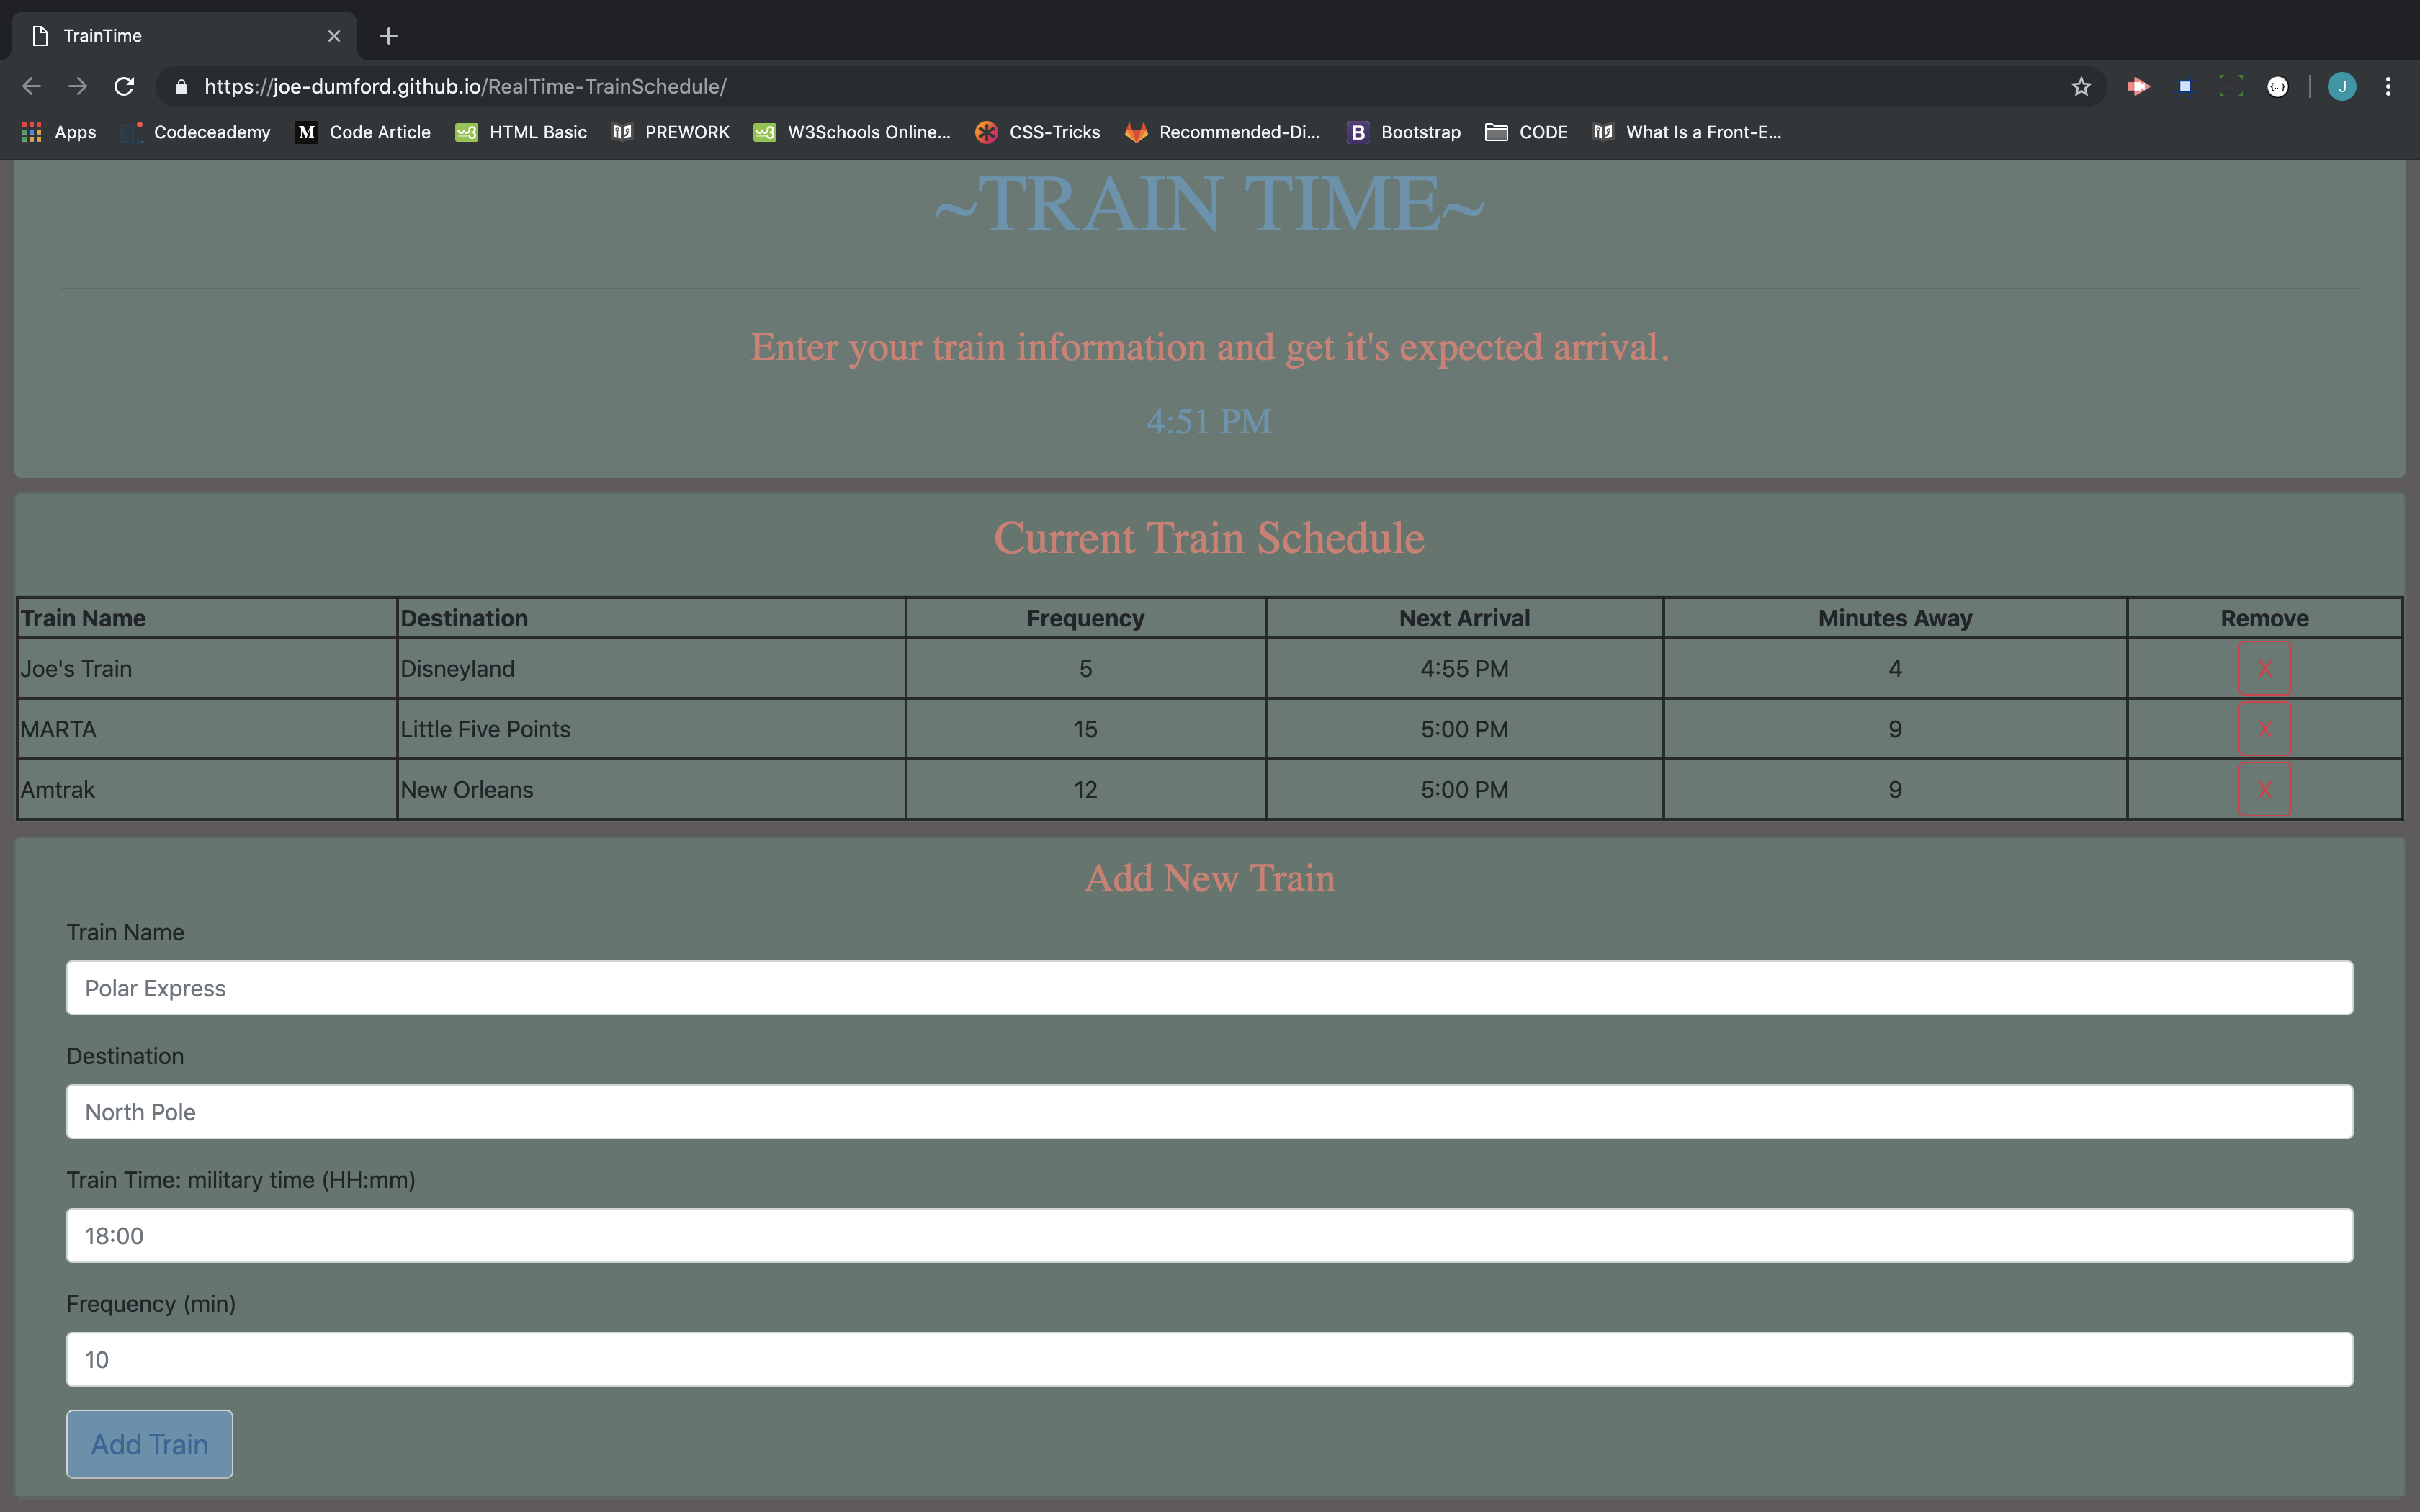 TrainTime
https://joe-dumford.github.io/RealTime-TrainSchedule/
J
Apps Codeceademy M Code Article w3 HTML Basic PREWORK w3 W3Schools Online... CSS-Tricks Recommended-Di... B Bootstrap CODE What Is a Front-E...
~TRAIN TIME~
Enter your train information and get it's expected arrival.
4:51 PM
Current Train Schedule
Train Name Destination Frequency Next Arrival Minutes Away Remove
Joe's Train Disneyland 5 4:55 PM 4 X
MARTA Little Five Points 15 5:00 PM 9 X
Amtrak New Orleans 12 5:00 PM 9 X
Add New Train
Train Name
Polar Express
Destination
North Pole
Train Time: military time (HH:mm)
18:00
Frequency (min)
10
Add Train